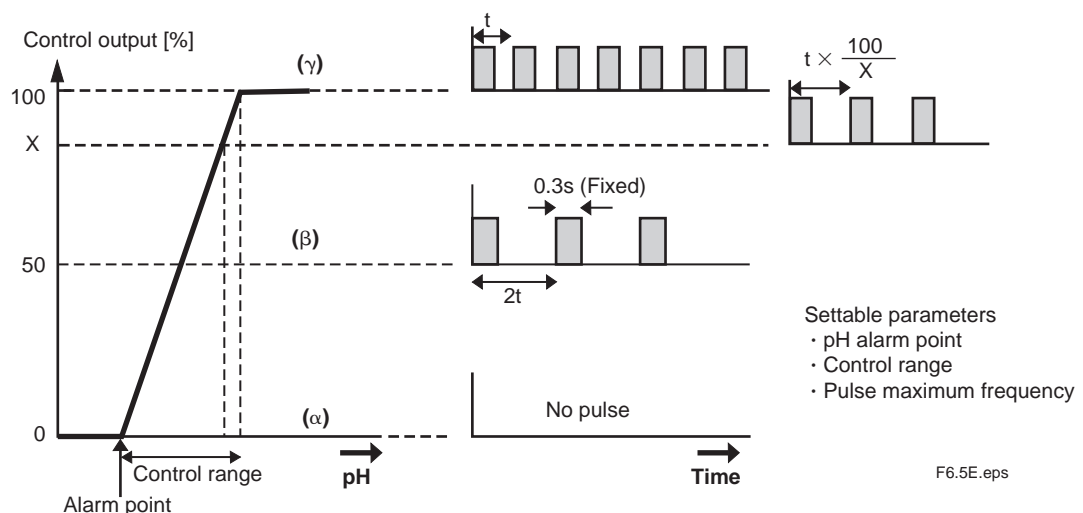 Control output [%]
100
X
50
0
(γ)
(β)
(α)
Control range
pH
Alarm point
t
t × 100/X
0.3s (Fixed)
2t
No pulse
Time
Settable parameters
・pH alarm point
・Control range
・Pulse maximum frequency
F6.5E.eps